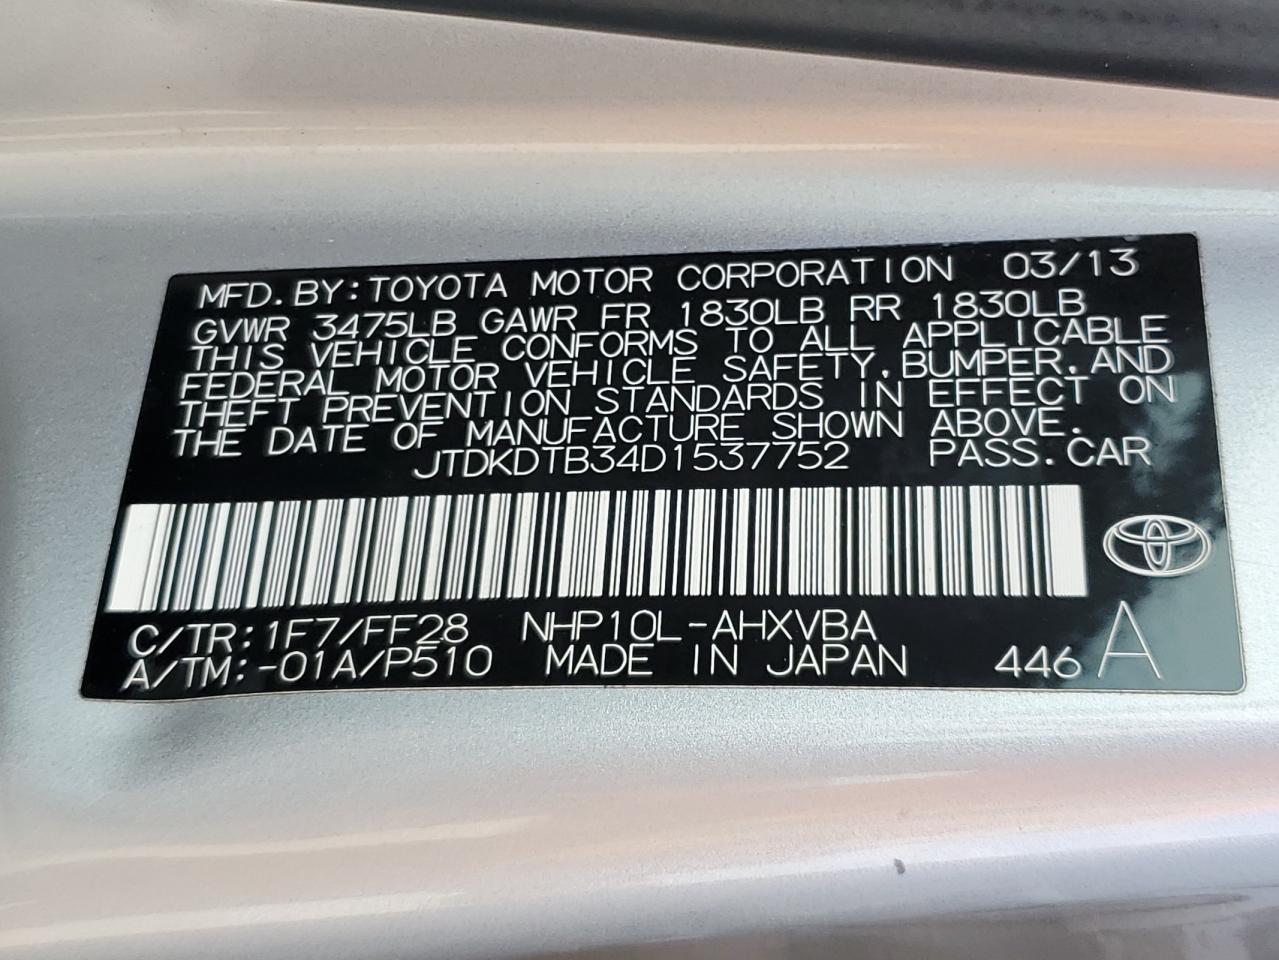 MFD.BY:TOYOTA MOTOR CORPORATION 03/13
GVWR 3475LB GAWR FR 1830LB RR 1830LB
THIS VEHICLE CONFORMS TO ALL APPLICABLE
FEDERAL MOTOR VEHICLE SAFETY,BUMPER,AND
THEFT PREVENTION STANDARDS IN EFFECT ON
THE DATE OF MANUFACTURE SHOWN ABOVE.
JTDKDTB34D1537752 PASS.CAR
C/TR:1F7/FF28 NHP10L-AHXVBA
A/TM:-01A/P510 MADE IN JAPAN 446 A